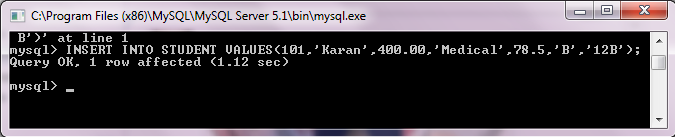 C:\Program Files (x86)\MySQL\MySQL Server 5.1\bin\mysql.exe
B')' at line 1
mysql> INSERT INTO STUDENT VALUES(101,'Karan',400.00,'Medical',78.5,'B','12B');
Query OK, 1 row affected (1.12 sec)
mysql> _